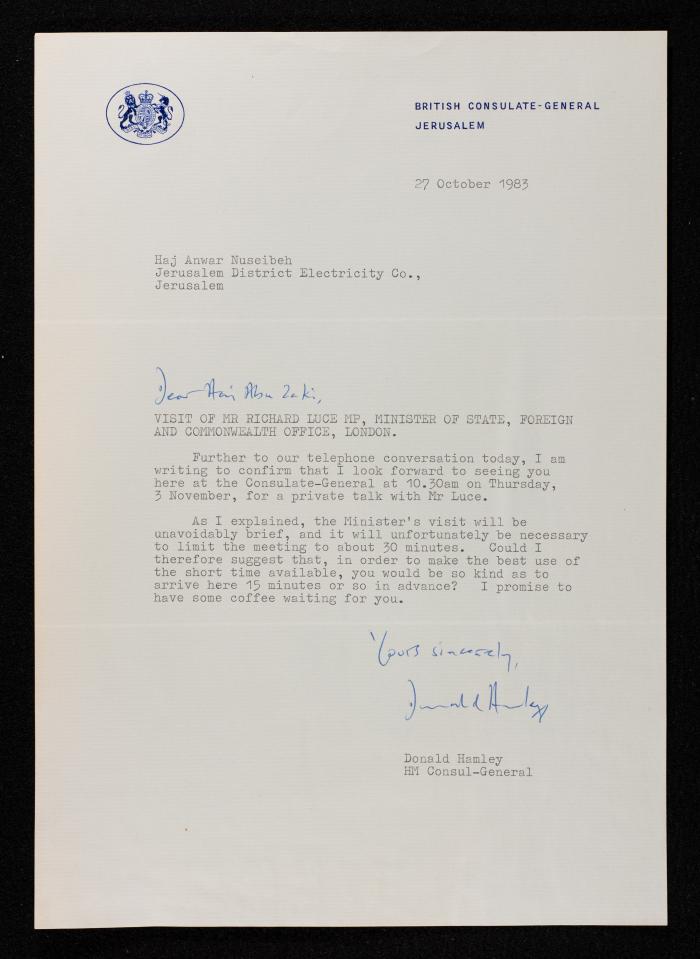 BRITISH CONSULATE-GENERAL
JERUSALEM
27 October 1983
Haj Anwar Nuseibeh
Jerusalem District Electricity Co.,
Jerusalem
Dear Haj Abu Zaki,
VISIT OF MR RICHARD LUCE MP, MINISTER OF STATE, FOREIGN
AND COMMONWEALTH OFFICE, LONDON.
Further to our telephone conversation today, I am
writing to confirm that I look forward to seeing you
here at the Consulate-General at 10.30am on Thursday,
3 November, for a private talk with Mr Luce.
As I explained, the Minister's visit will be
unavoidably brief, and it will unfortunately be necessary
to limit the meeting to about 30 minutes. Could I
therefore suggest that, in order to make the best use of
the short time available, you would be so kind as to
arrive here 15 minutes or so in advance? I promise to
have some coffee waiting for you.
Yours sincerely,
Donald Hamley
Donald Hamley
HM Consul-General